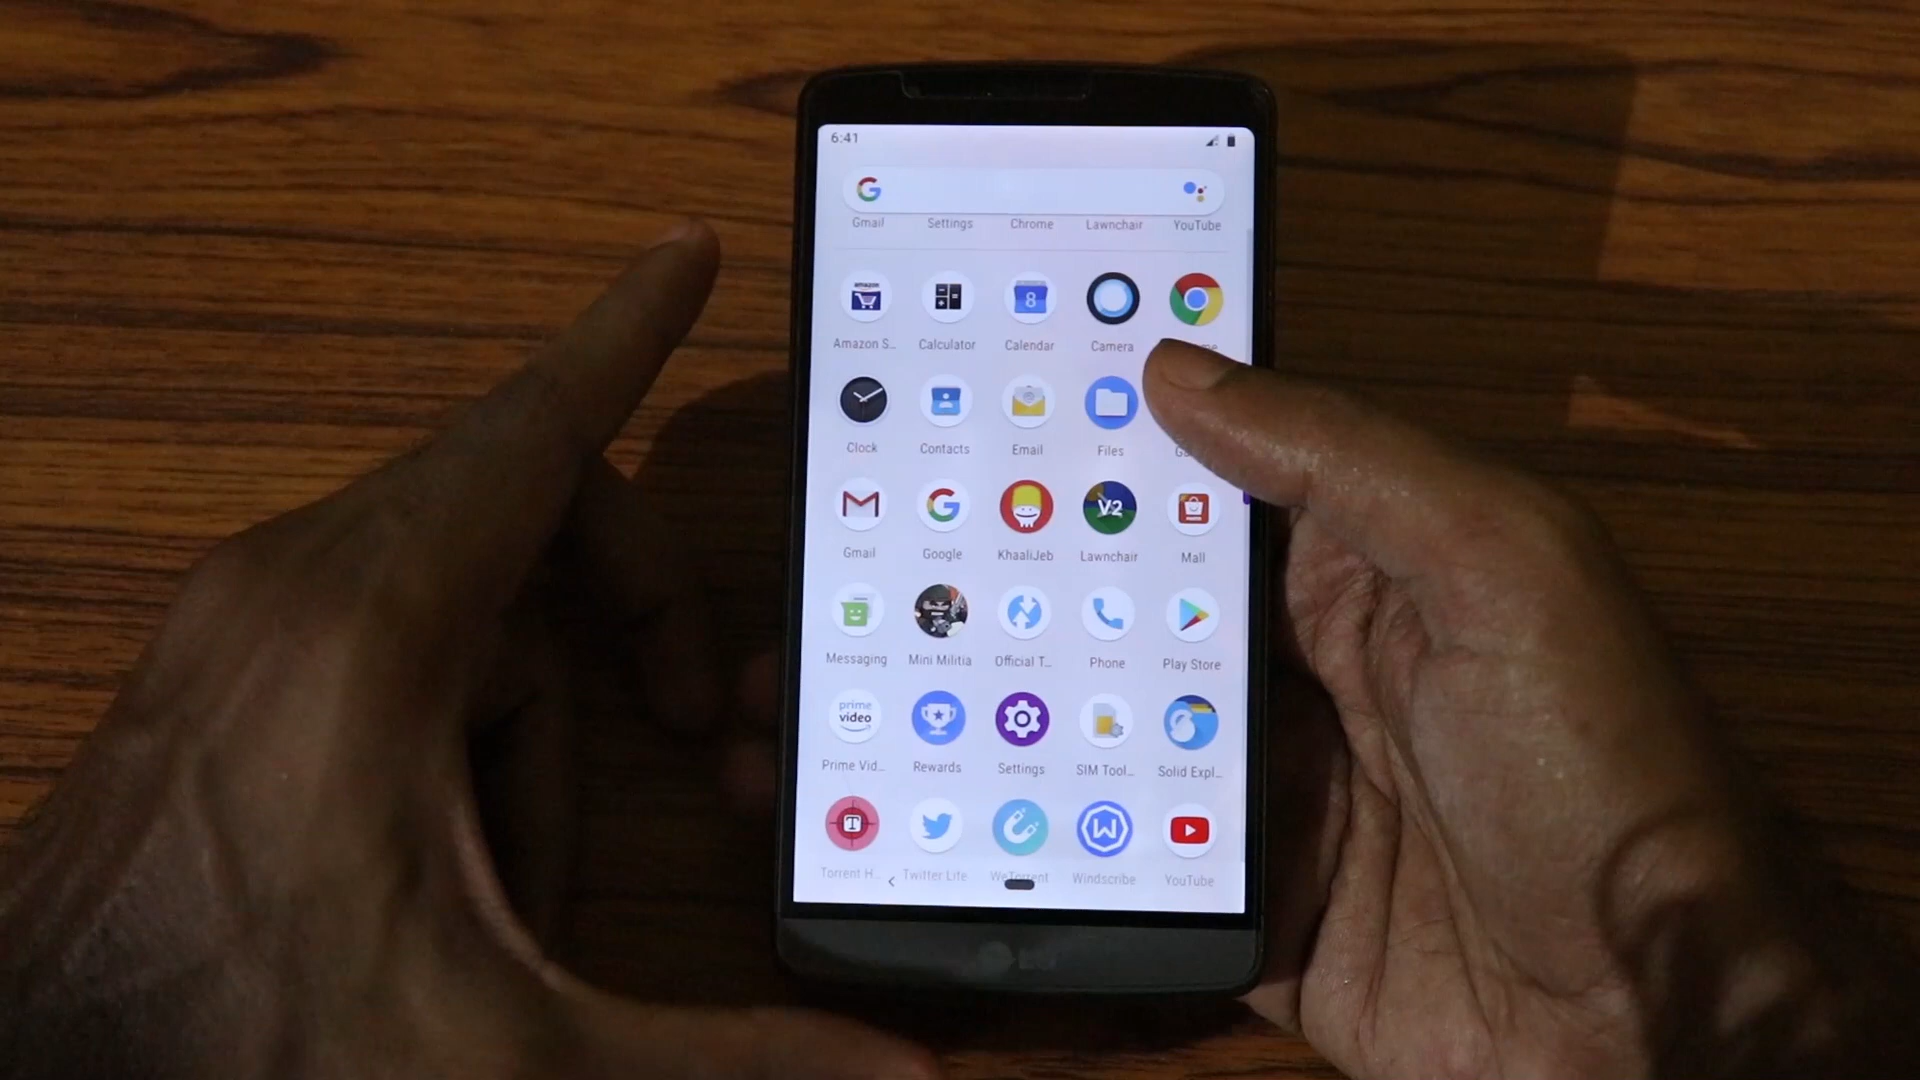 6:41
Gmail Settings Chrome Lawnchair YouTube
amazon
8
Amazon S... Calculator Calendar Camera
Clock Contacts Email Files
V2
Gmail Google KhaaliJeb Lawnchair Mall
Messaging Mini Militia Official T... Phone Play Store
prime
video
Prime Vid... Rewards Settings SIM Tool... Solid Expl...
T W
Torrent H... Twitter Lite WeTorrent Windscribe YouTube